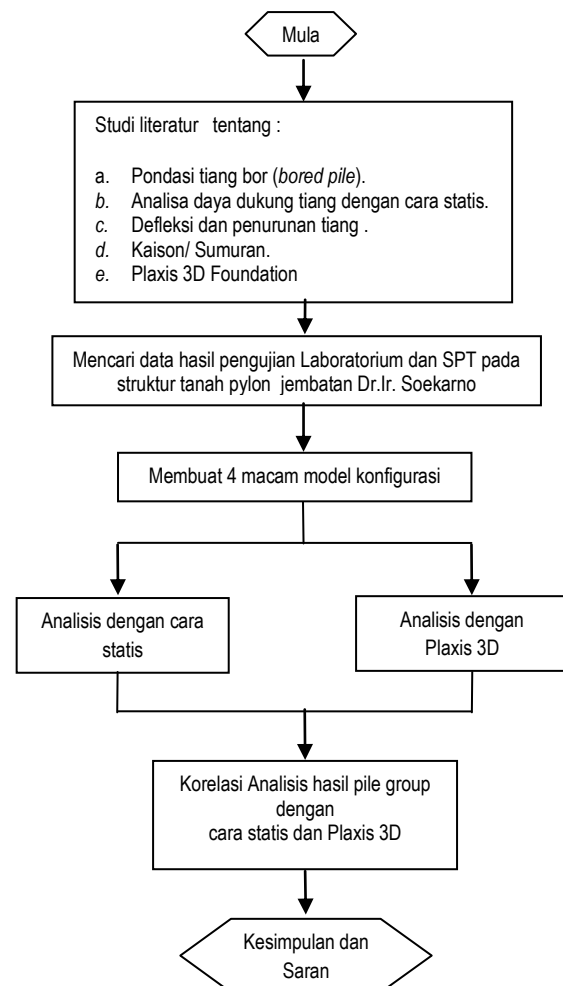 Mula
Studi literatur tentang :
a. Pondasi tiang bor (bored pile).
b. Analisa daya dukung tiang dengan cara statis.
c. Defleksi dan penurunan tiang .
d. Kaison/ Sumuran.
e. Plaxis 3D Foundation
Mencari data hasil pengujian Laboratorium dan SPT pada
struktur tanah pylon jembatan Dr.Ir. Soekarno
Membuat 4 macam model konfigurasi
Analisis dengan cara
statis
Analisis dengan
Plaxis 3D
Korelasi Analisis hasil pile group
dengan
cara statis dan Plaxis 3D
Kesimpulan dan
Saran